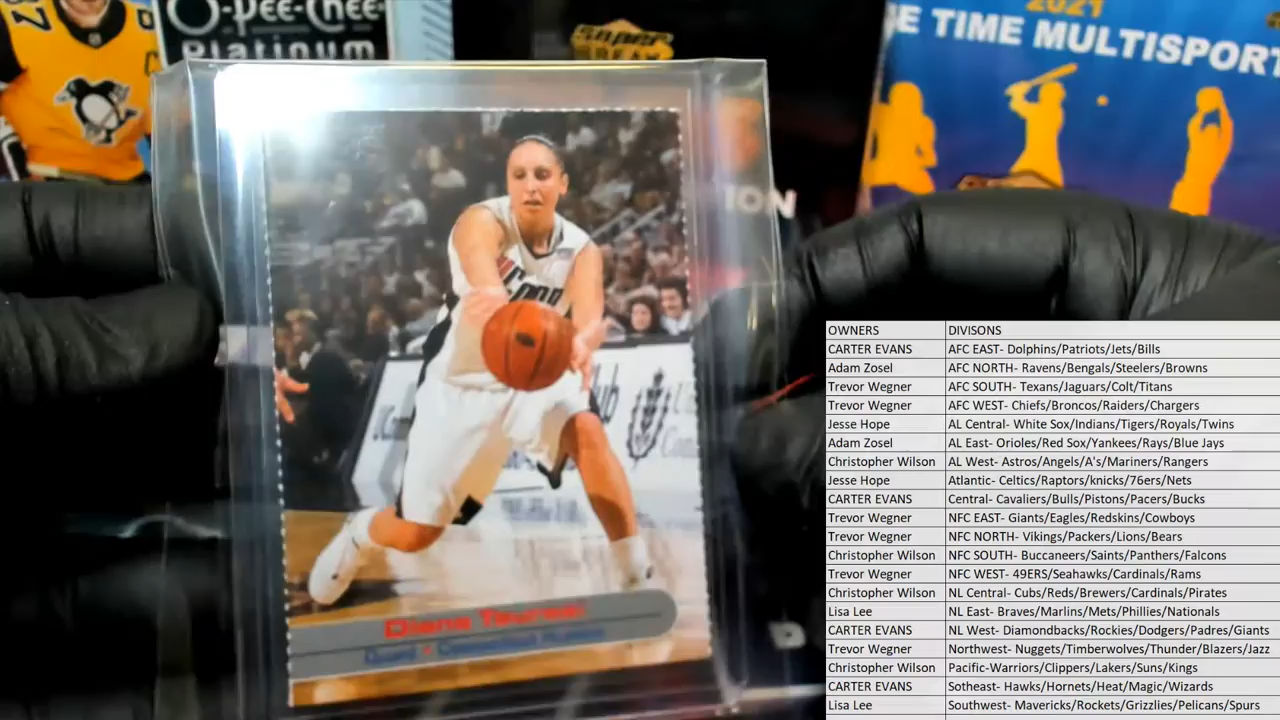 O-Pee-Chee
Platinum
2021
E TIME MULTISPORT
ION
Diana Taurasi
Guard • Connecticut Huskies
OWNERS DIVISONS
CARTER EVANS AFC EAST- Dolphins/Patriots/Jets/Bills
Adam Zosel AFC NORTH- Ravens/Bengals/Steelers/Browns
Trevor Wegner AFC SOUTH- Texans/Jaguars/Colt/Titans
Trevor Wegner AFC WEST- Chiefs/Broncos/Raiders/Chargers
Jesse Hope AL Central- White Sox/Indians/Tigers/Royals/Twins
Adam Zosel AL East- Orioles/Red Sox/Yankees/Rays/Blue Jays
Christopher Wilson AL West- Astros/Angels/A's/Mariners/Rangers
Jesse Hope Atlantic- Celtics/Raptors/knicks/76ers/Nets
CARTER EVANS Central- Cavaliers/Bulls/Pistons/Pacers/Bucks
Trevor Wegner NFC EAST- Giants/Eagles/Redskins/Cowboys
Trevor Wegner NFC NORTH- Vikings/Packers/Lions/Bears
Christopher Wilson NFC SOUTH- Buccaneers/Saints/Panthers/Falcons
Trevor Wegner NFC WEST- 49ERS/Seahawks/Cardinals/Rams
Christopher Wilson NL Central- Cubs/Reds/Brewers/Cardinals/Pirates
Lisa Lee NL East- Braves/Marlins/Mets/Phillies/Nationals
CARTER EVANS NL West- Diamondbacks/Rockies/Dodgers/Padres/Giants
Trevor Wegner Northwest- Nuggets/Timberwolves/Thunder/Blazers/Jazz
Christopher Wilson Pacific-Warriors/Clippers/Lakers/Suns/Kings
CARTER EVANS Sotheast- Hawks/Hornets/Heat/Magic/Wizards
Lisa Lee Southwest- Mavericks/Rockets/Grizzlies/Pelicans/Spurs